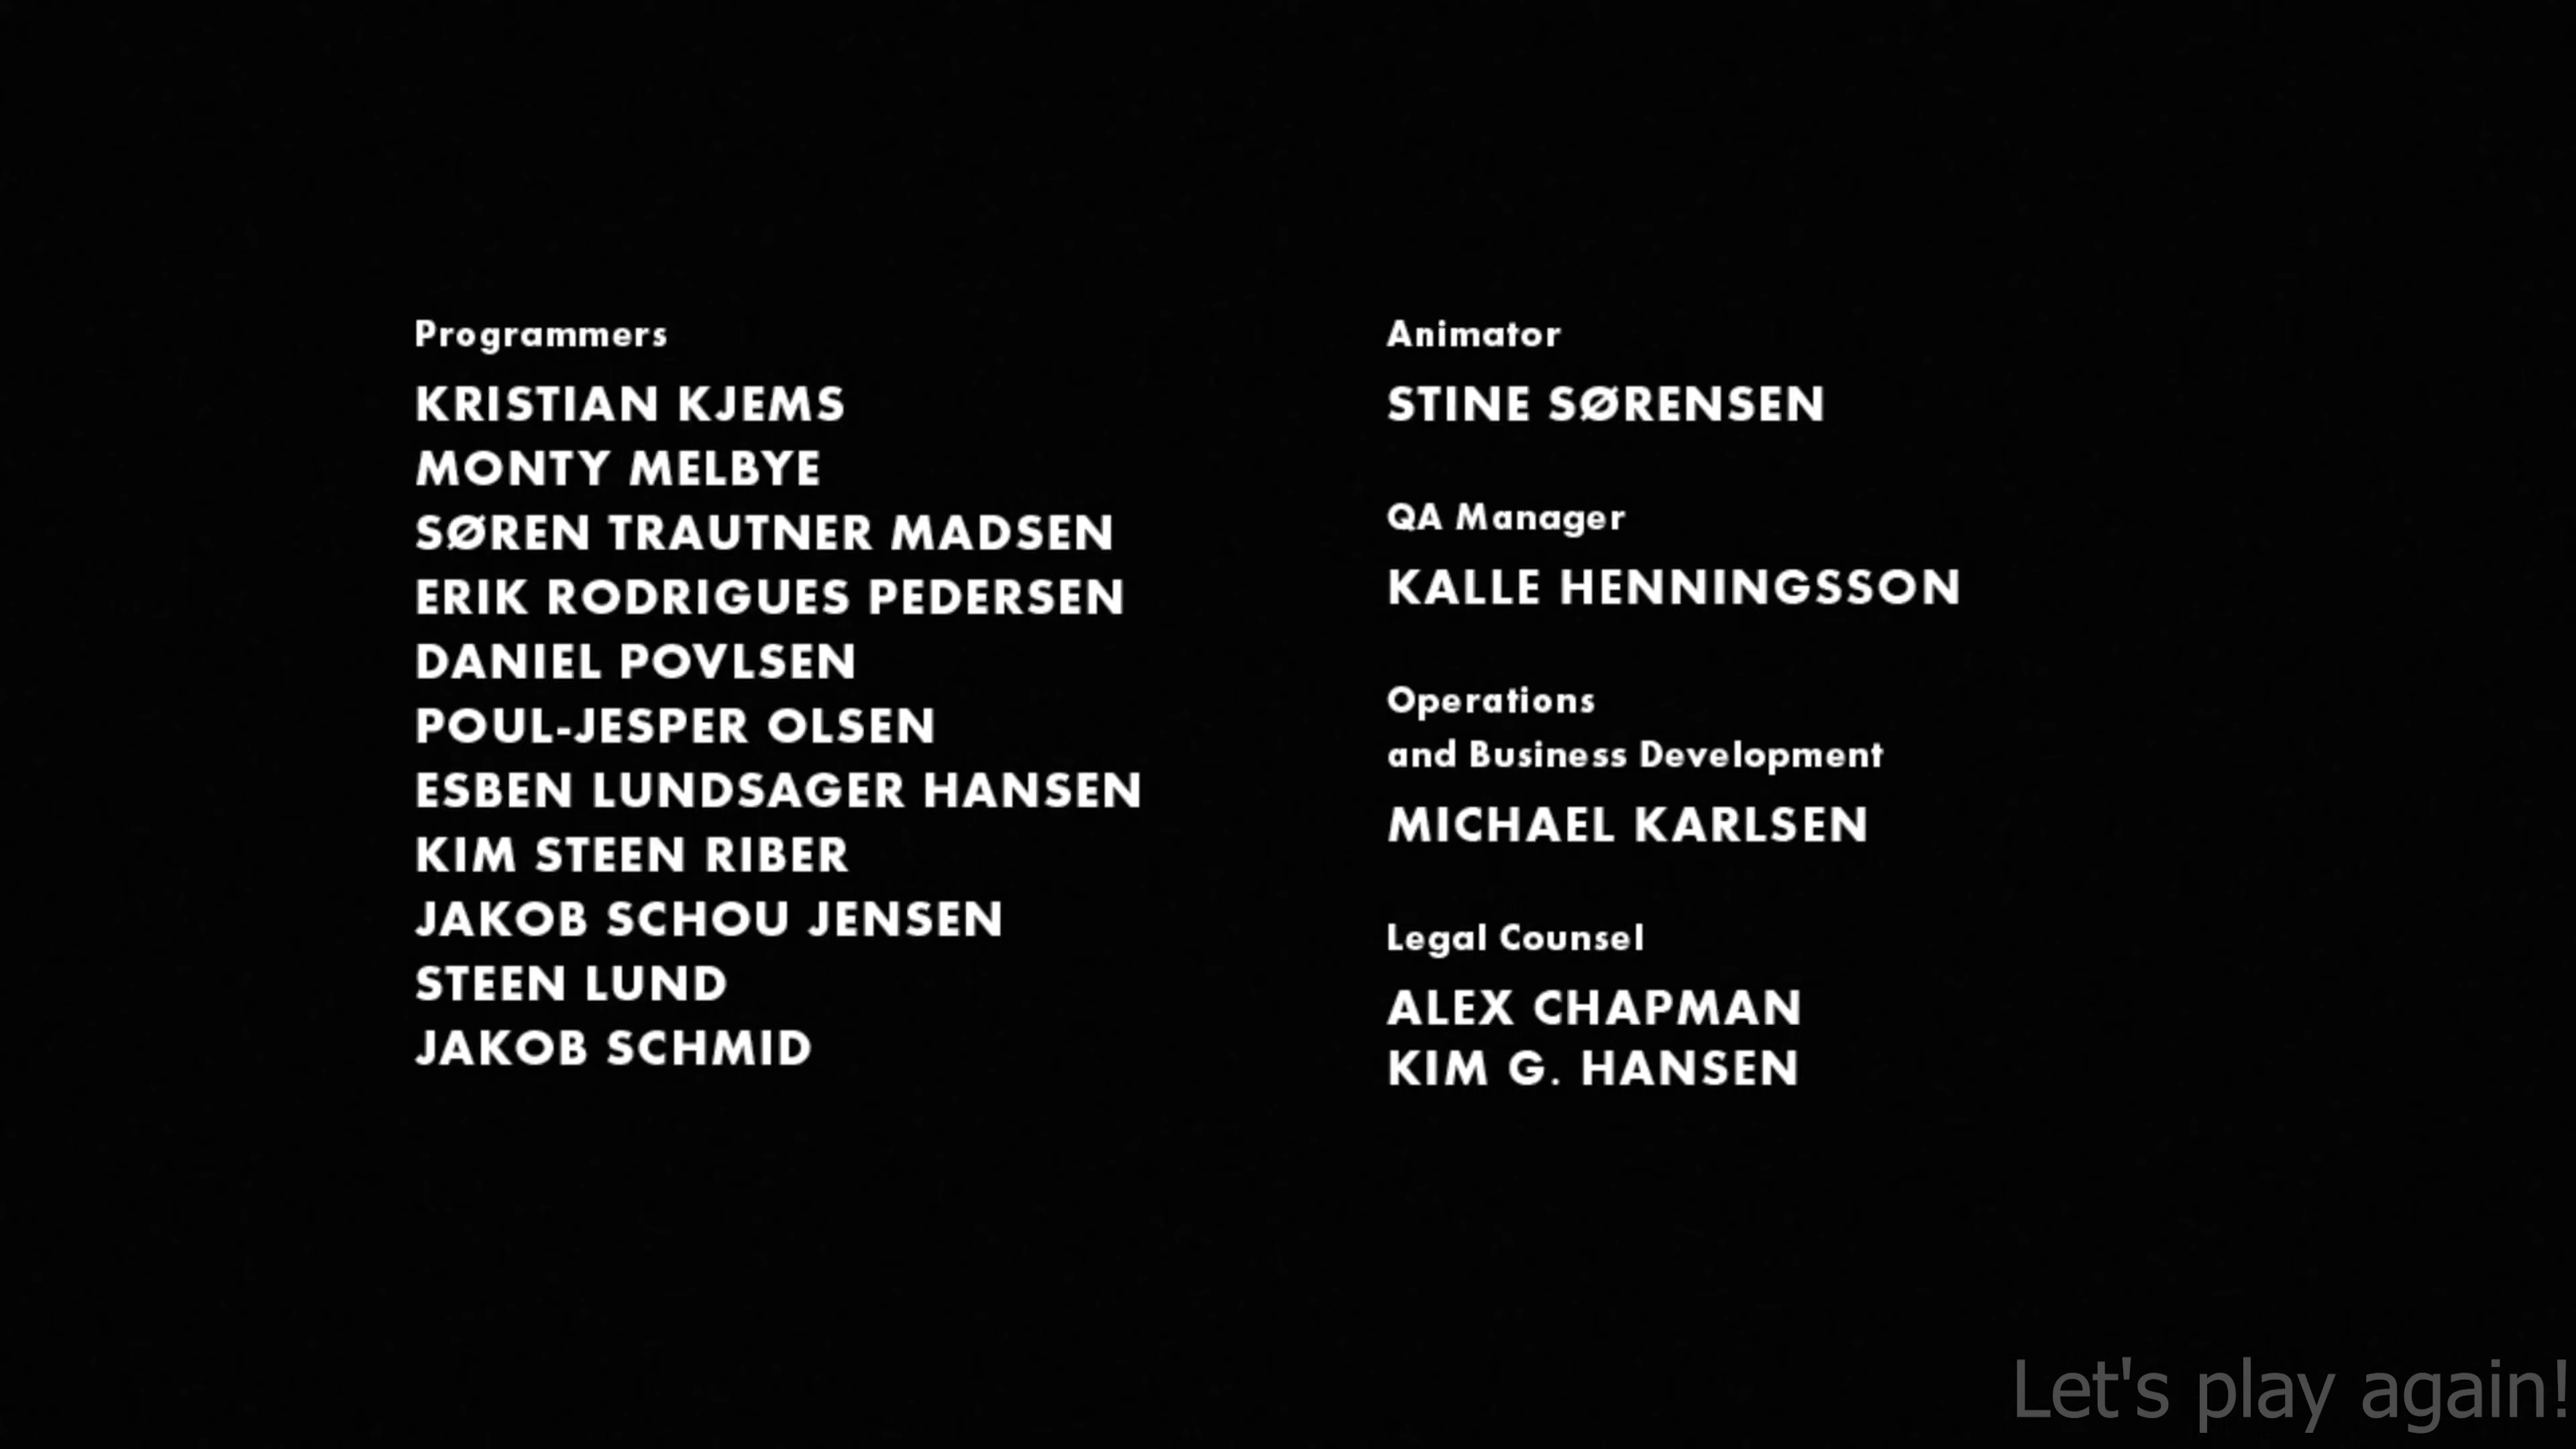 Programmers
KRISTIAN KJEMS
MONTY MELBYE
SØREN TRAUTNER MADSEN
ERIK RODRIGUES PEDERSEN
DANIEL POVLSEN
POUL-JESPER OLSEN
ESBEN LUNDSAGER HANSEN
KIM STEEN RIBER
JAKOB SCHOU JENSEN
STEEN LUND
JAKOB SCHMID
Animator
STINE SØRENSEN
QA Manager
KALLE HENNINGSSON
Operations
and Business Development
MICHAEL KARLSEN
Legal Counsel
ALEX CHAPMAN
KIM G. HANSEN
Let's play again!